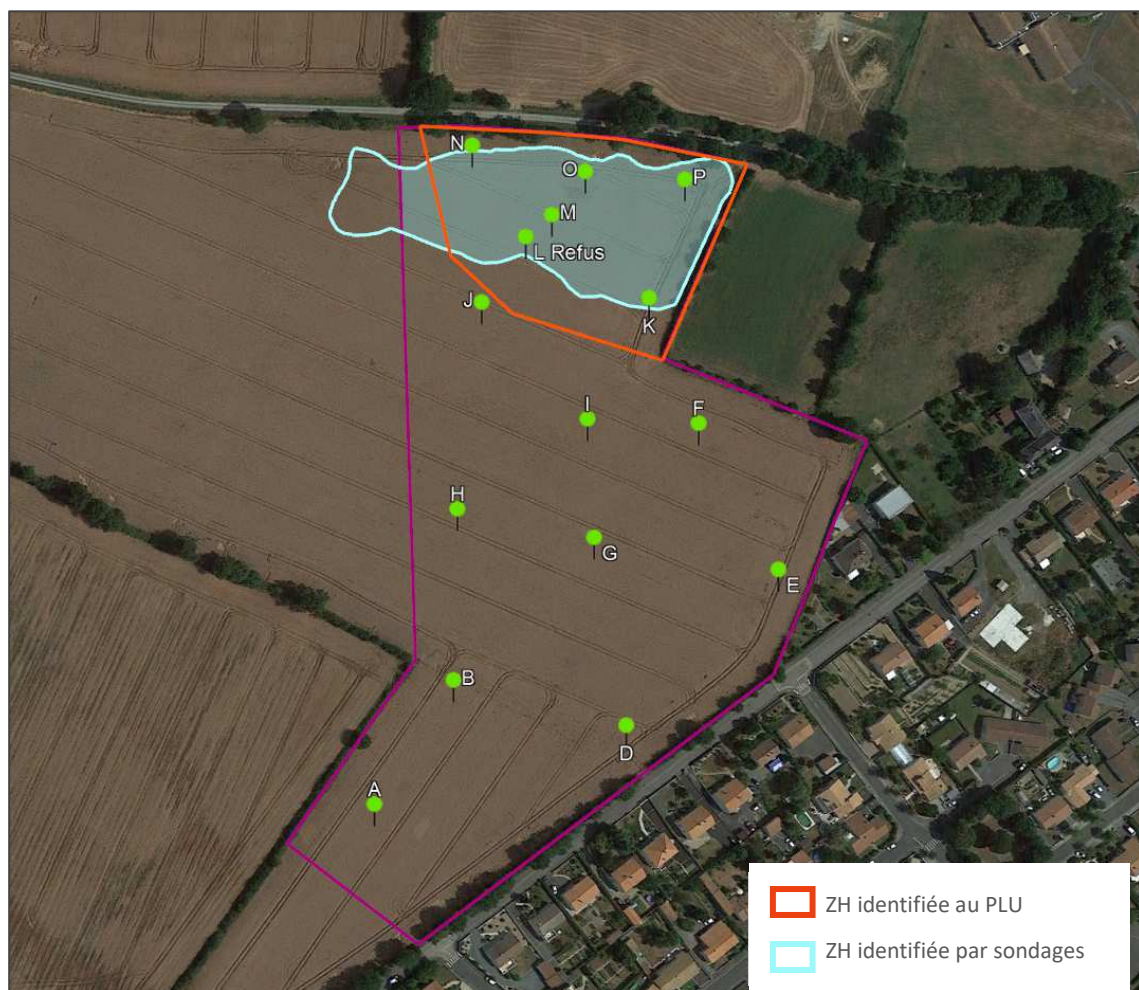 N
O
P
M
L Refus
J
K
I
F
H
G
E
B
D
A
ZH identifiée au PLU
ZH identifiée par sondages